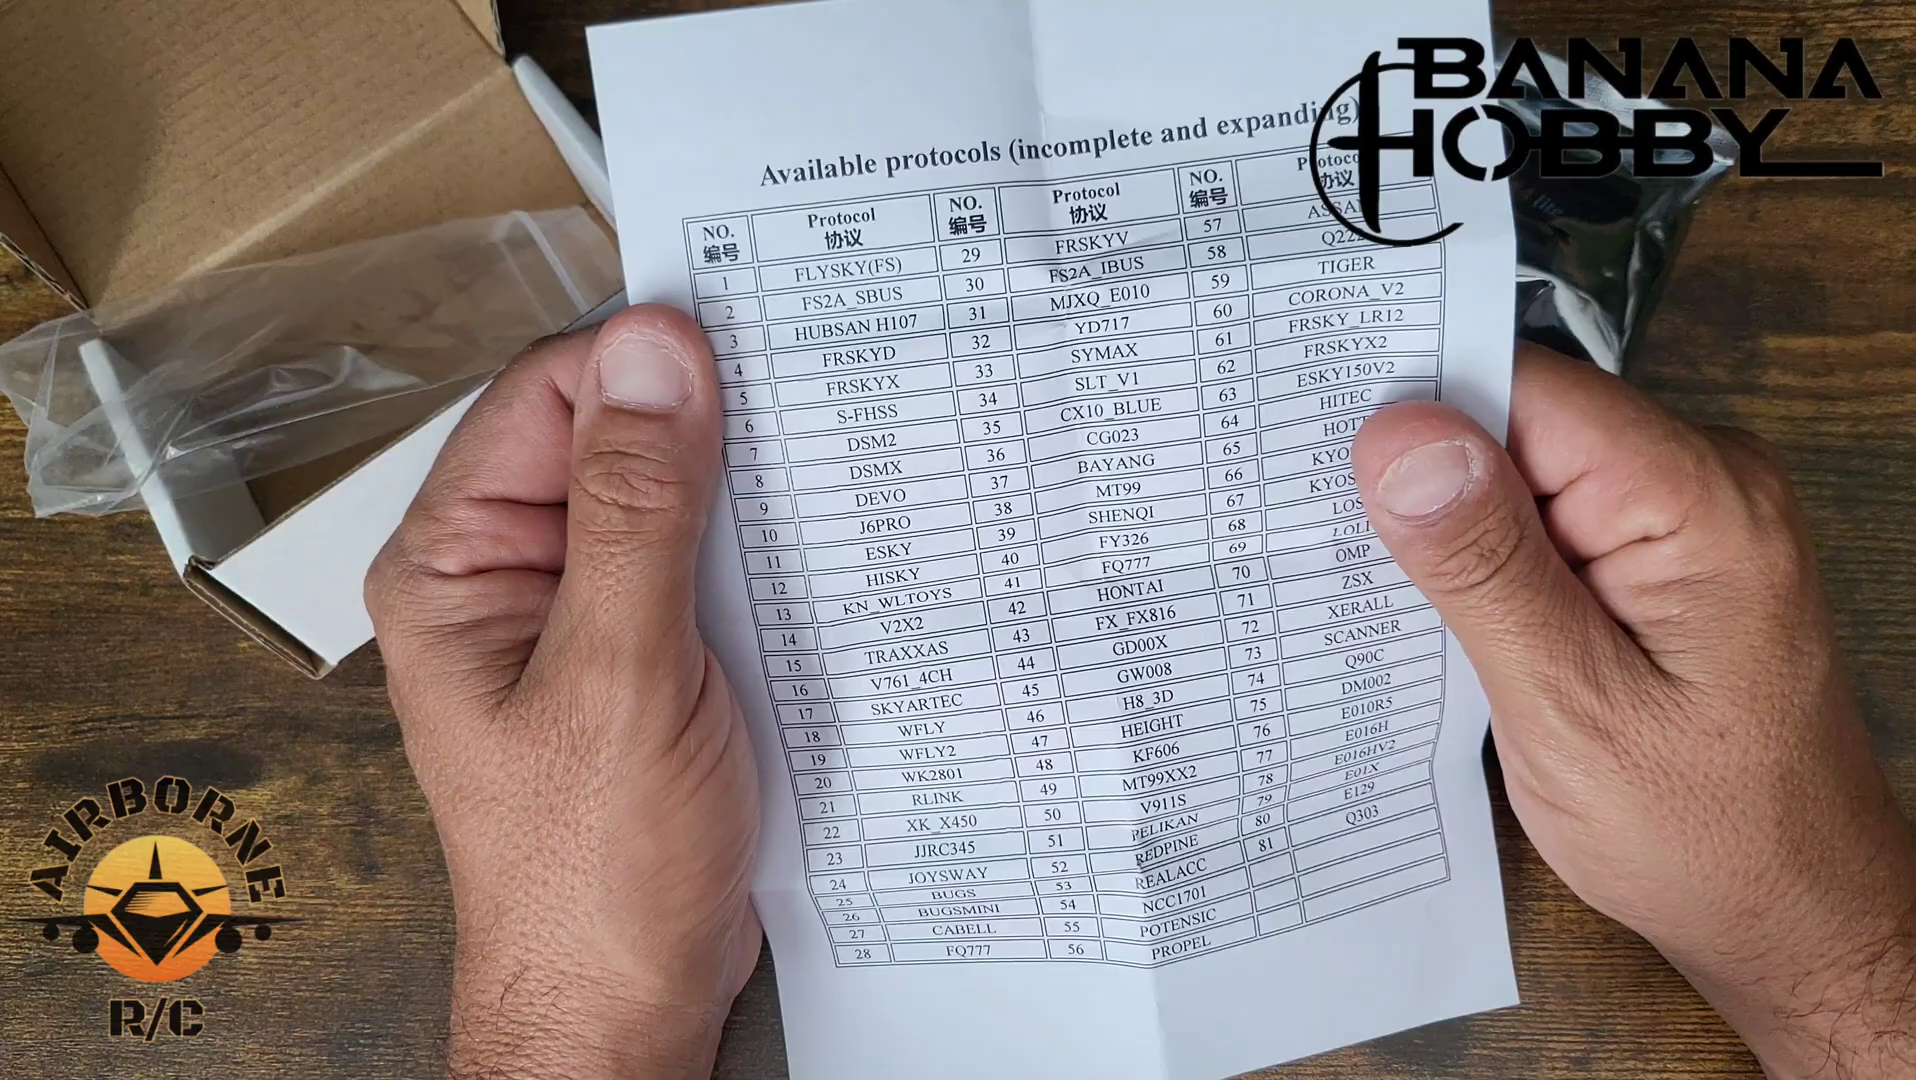 BANANA
HOBBY
Available protocols (incomplete and expanding)
NO. Protocol NO. Protocol NO.
编号 协议 编号 协议 编号 协议
1 FLYSKY(FS) 29 FRSKYV 57
2 FS2A_SBUS 30 FS2A_IBUS 58
3 HUBSAN H107 31 MJXQ_E010 59 TIGER
4 FRSKYD 32 YD717 60 CORONA_V2
5 FRSKYX 33 SYMAX 61 FRSKY_LR12
6 S-FHSS 34 SLT_V1 62 FRSKYX2
7 DSM2 35 CX10_BLUE 63 ESKY150V2
8 DSMX 36 CG023 64 HITEC
9 DEVO 37 BAYANG 65
10 J6PRO 38 MT99 66
11 ESKY 39 SHENQI 67
12 HISKY 40 FY326 68
13 KN_WLTOYS 41 FQ777 69
14 V2X2 42 HONTAI 70 OMP
15 TRAXXAS 43 FX_FX816 71 ZSX
16 V761_4CH 44 GD00X 72 XERALL
17 SKYARTEC 45 GW008 73 SCANNER
18 WFLY 46 H8_3D 74 Q90C
19 WFLY2 47 HEIGHT 75 DM002
20 WK2801 48 KF606 76 E010R5
21 RLINK 49 MT99XX2 77 E016H
22 XK_X450 50 V911S 78 E016HV2
23 JJRC345 51 PELIKAN 79 E01X
24 JOYSWAY 52 REDPINE 80 E129
25 BUGS 53 REALACC 81 Q303
26 BUGSMINI 54 NCC1701
27 CABELL 55 POTENSIC
28 FQ777 56 PROPEL
AIRBORNE
R/C